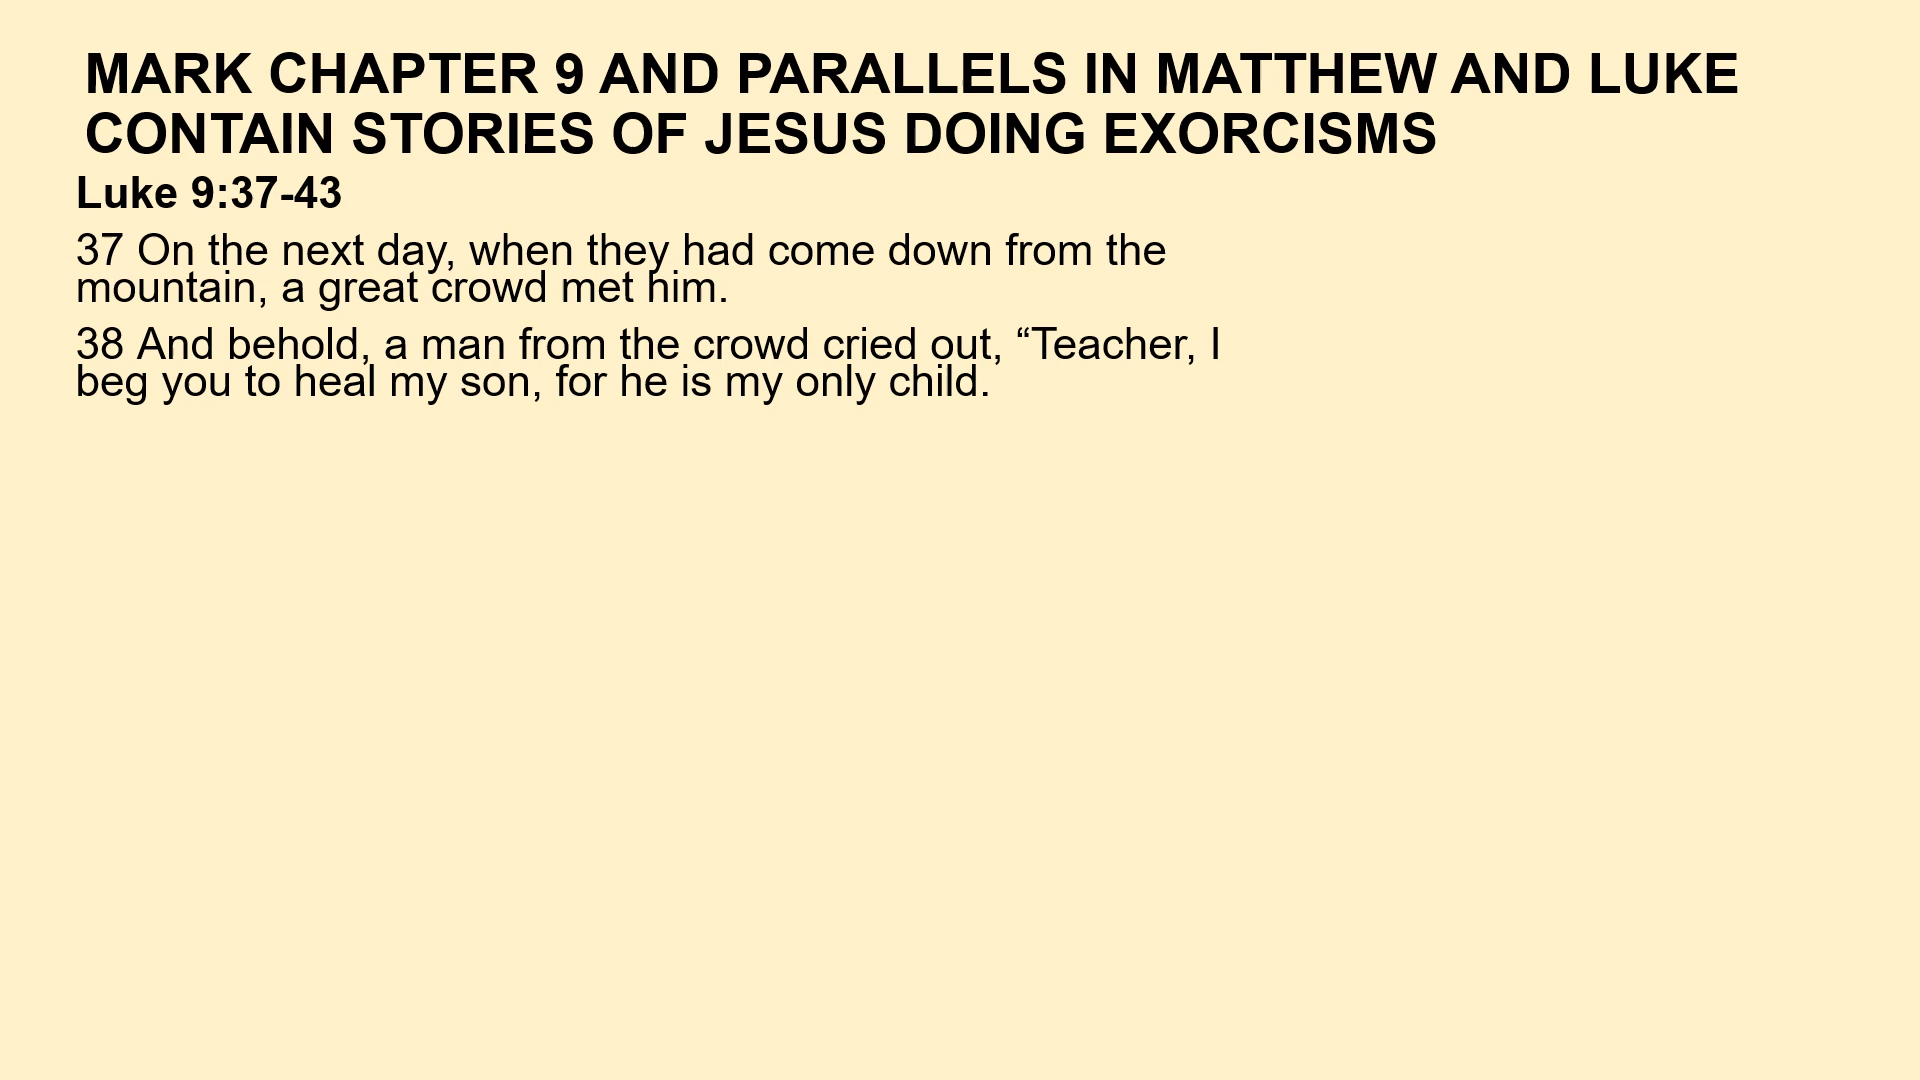 MARK CHAPTER 9 AND PARALLELS IN MATTHEW AND LUKE
CONTAIN STORIES OF JESUS DOING EXORCISMS
Luke 9:37-43
37 On the next day, when they had come down from the
mountain, a great crowd met him.
38 And behold, a man from the crowd cried out, “Teacher, I
beg you to heal my son, for he is my only child.